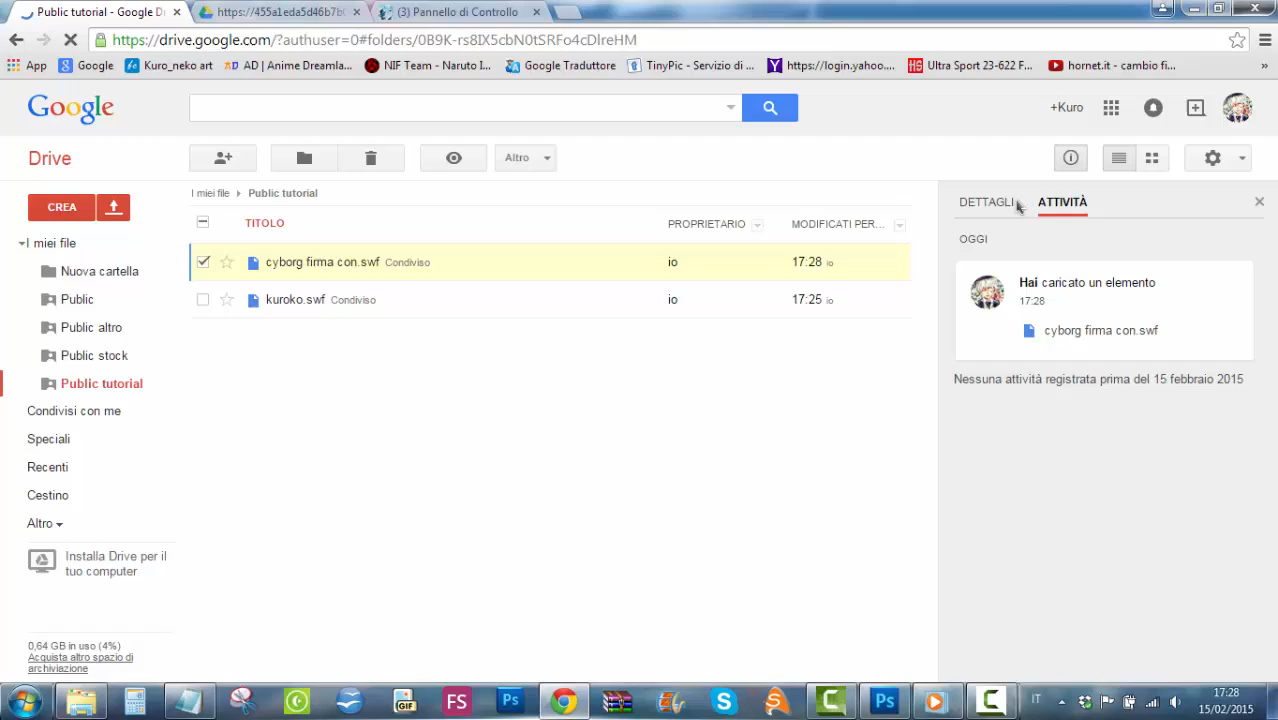 Public tutorial - Google D
https://455a1eda5d46b7b
(3) Pannello di Controllo
https://drive.google.com/?authuser=0#folders/0B9K-rs8IX5cbN0tSRFo4cDlreHM
App
Google
Kuro_neko art
AD | Anime Dreamla...
NIF Team - Naruto I...
Google Traduttore
TinyPic - Servizio di ...
https://login.yahoo....
Ultra Sport 23-622 F...
hornet.it - cambio fi...
»
Google
+Kuro
Drive
Altro
CREA
I miei file
Nuova cartella
Public
Public altro
Public stock
Public tutorial
Condivisi con me
Speciali
Recenti
Cestino
Altro
Installa Drive per il
tuo computer
0,64 GB in uso (4%)
Acquista altro spazio di
archiviazione
I miei file
Public tutorial
TITOLO
PROPRIETARIO
MODIFICATI PER...
cyborg firma con.swf Condiviso
io
17:28 io
kuroko.swf Condiviso
io
17:25 io
DETTAGLI
ATTIVITÀ
OGGI
Hai caricato un elemento
17:28
cyborg firma con.swf
Nessuna attività registrata prima del 15 febbraio 2015
GIF
FS
Ps
Ps
IT
17:28
15/02/2015